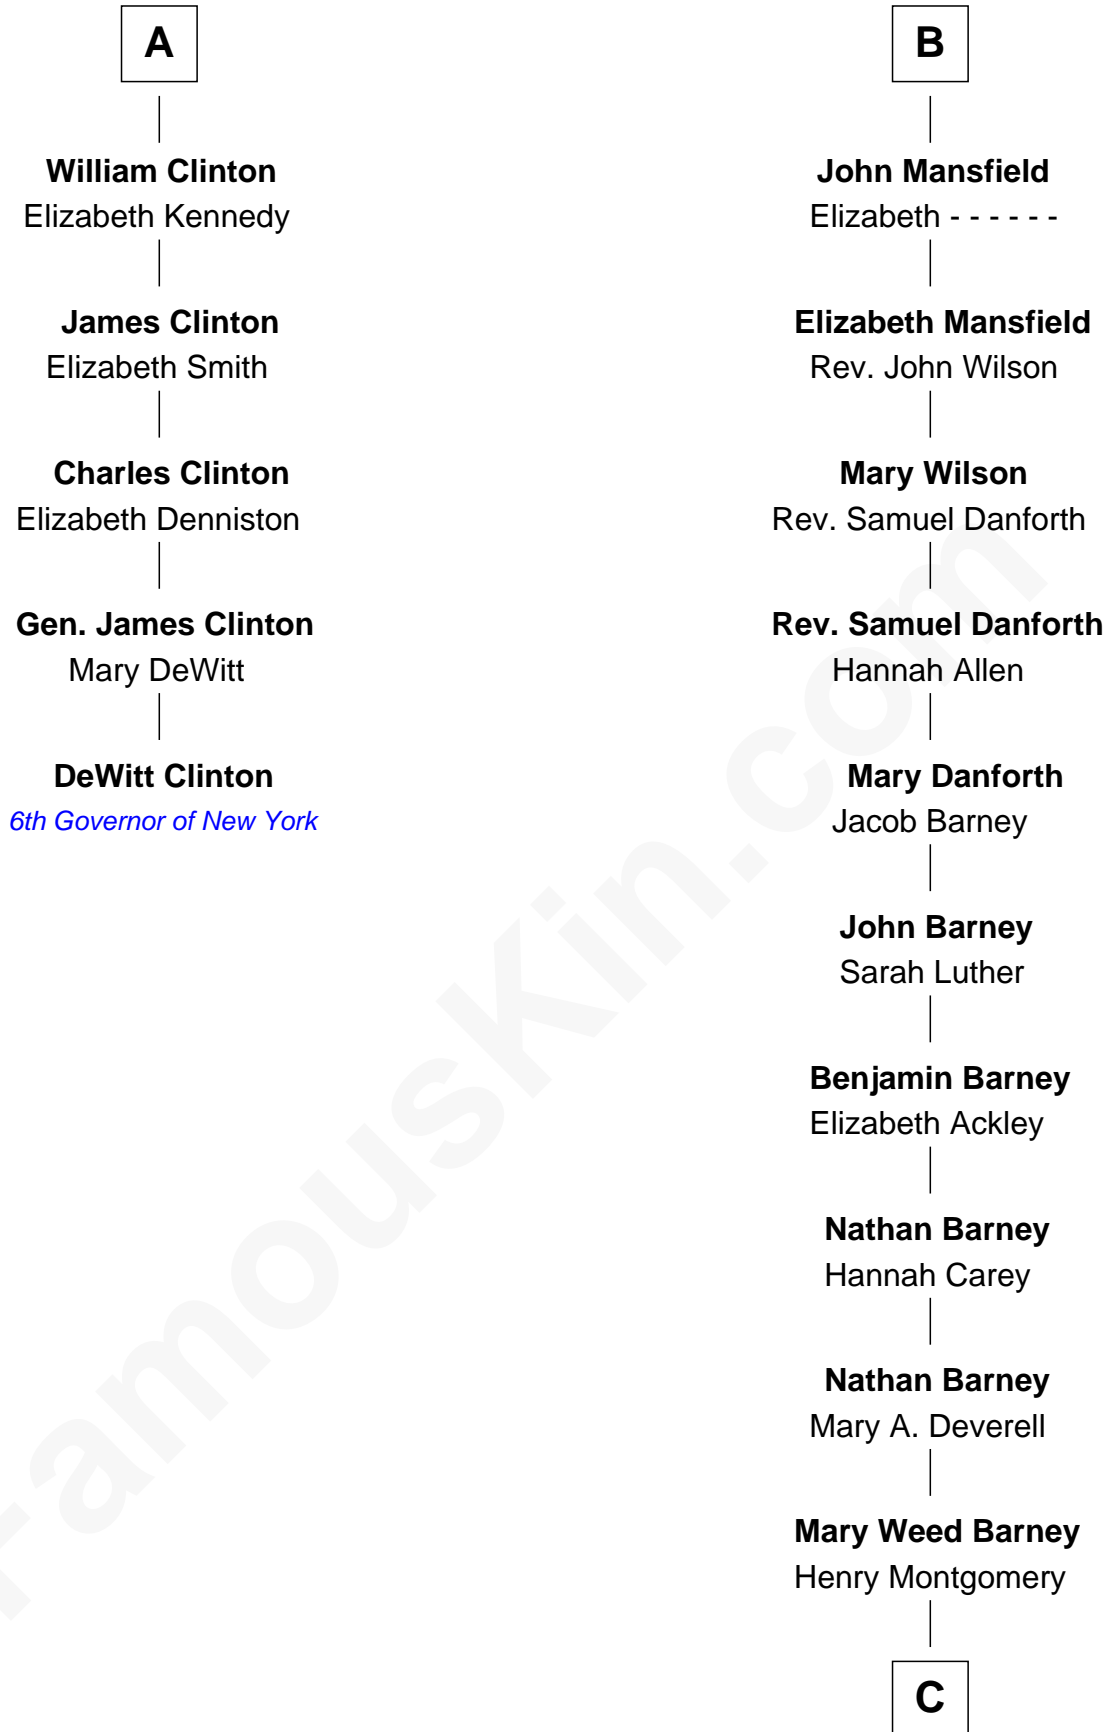 A
William Clinton
Elizabeth Kennedy
James Clinton
Elizabeth Smith
Charles Clinton
Elizabeth Denniston
Gen. James Clinton
Mary DeWitt
DeWitt Clinton
6th Governor of New York
B
John Mansfield
Elizabeth - - - - - -
Elizabeth Mansfield
Rev. John Wilson
Mary Wilson
Rev. Samuel Danforth
Rev. Samuel Danforth
Hannah Allen
Mary Danforth
Jacob Barney
John Barney
Sarah Luther
Benjamin Barney
Elizabeth Ackley
Nathan Barney
Hannah Carey
Nathan Barney
Mary A. Deverell
Mary Weed Barney
Henry Montgomery
C
FamousKin.com